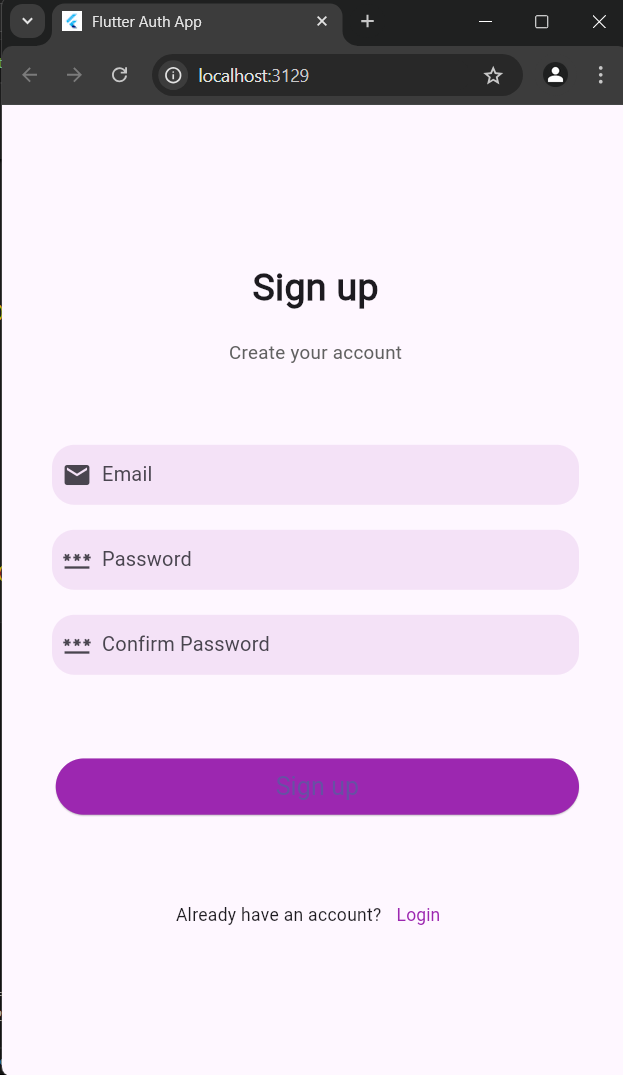 Flutter Auth App
localhost:3129
Sign up
Create your account
Email
*** Password
*** Confirm Password
Sign up
Already have an account? Login